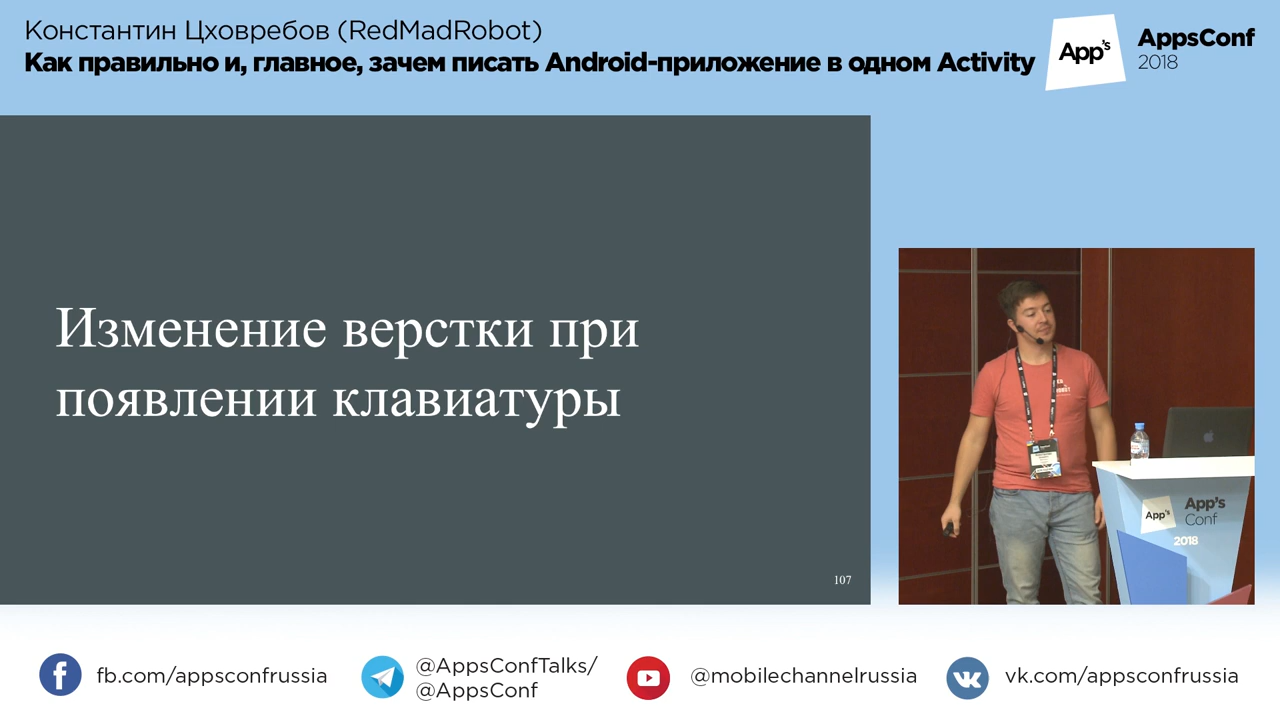 Константин Цховребов (RedMadRobot)
Как правильно и, главное, зачем писать Android-приложение в одном Activity
App's
AppsConf
2018
Изменение верстки при
появлении клавиатуры
107
App's
App's
Conf
2018
fb.com/appsconfrussia
@AppsConfTalks/
@AppsConf
@mobilechannelrussia
vk.com/appsconfrussia